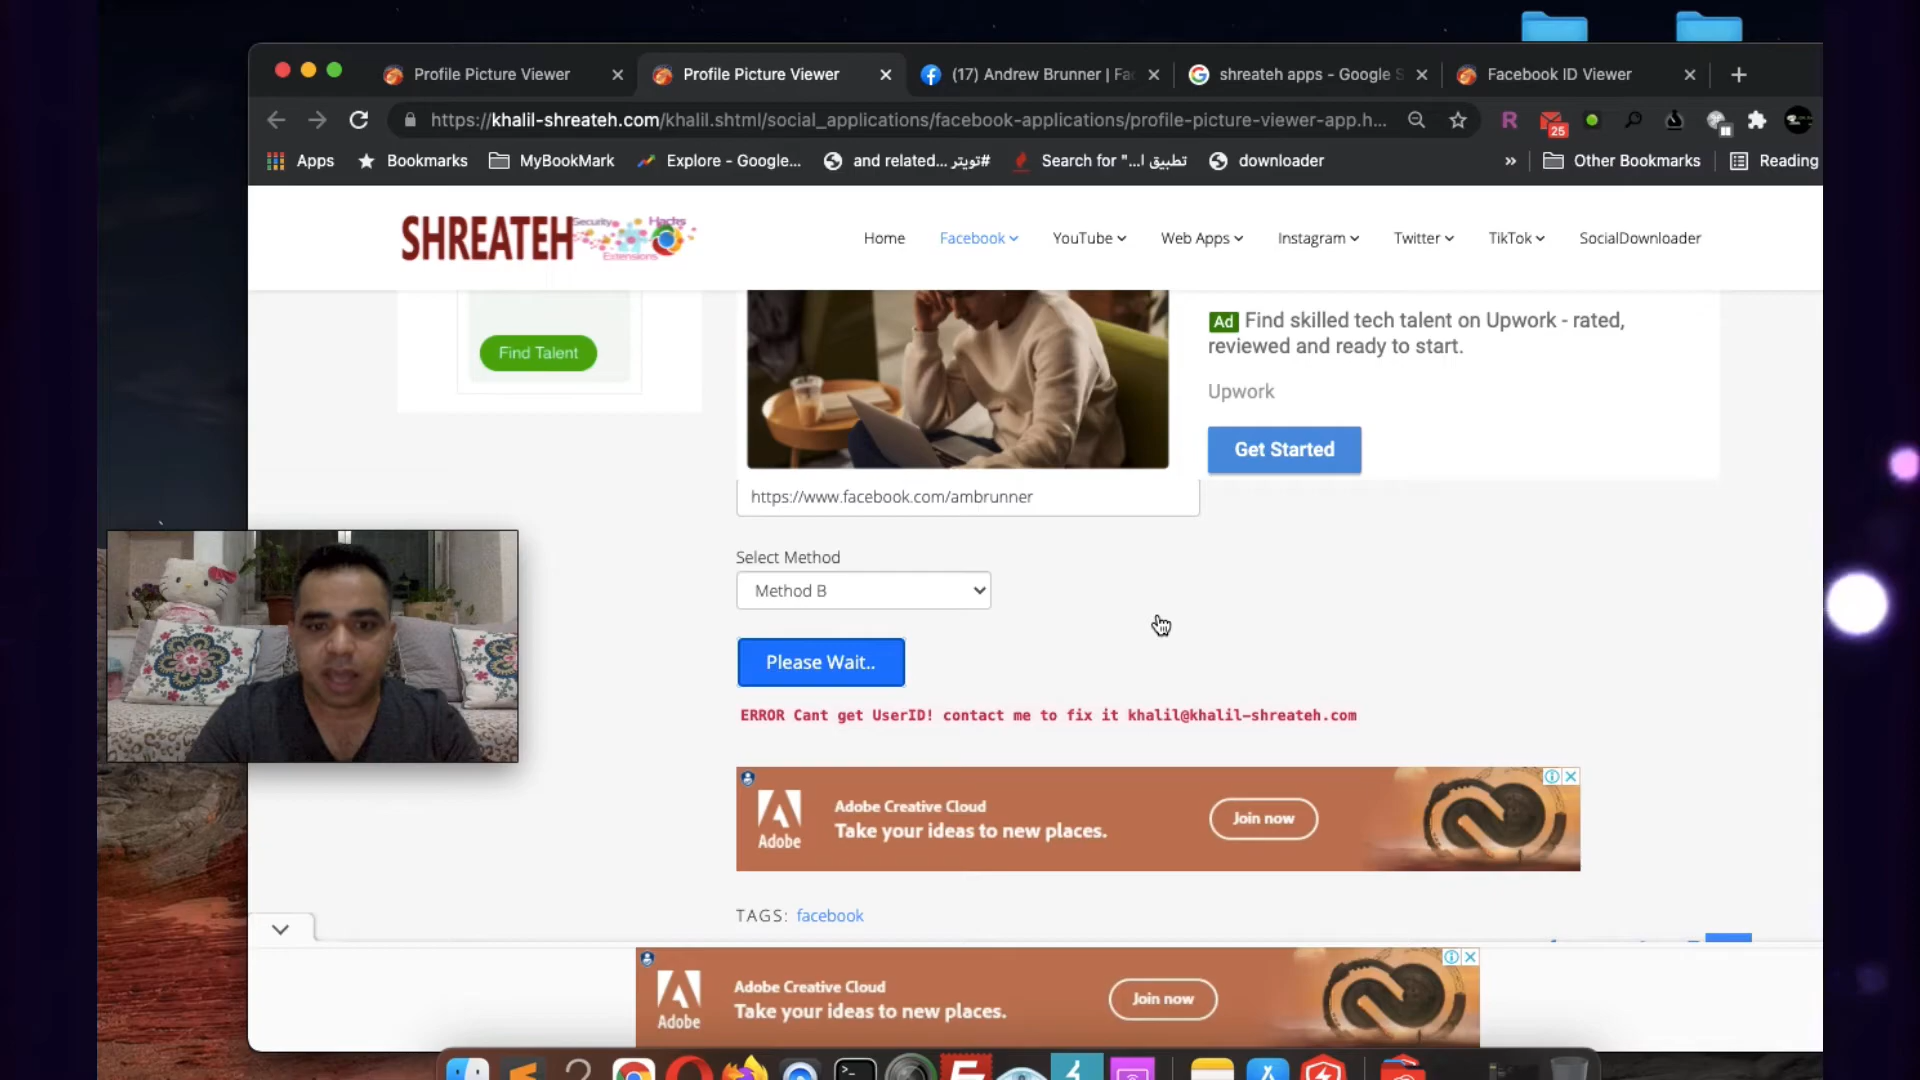 Profile Picture Viewer
Profile Picture Viewer
(17) Andrew Brunner | Fac
shreateh apps - Google S
Facebook ID Viewer
https://khalil-shreateh.com/khalil.shtml/social_applications/facebook-applications/profile-picture-viewer-app.h...
R
25
Apps
Bookmarks
MyBookMark
Explore - Google...
and related... تويتر#
Search for "... تطبيق ا
downloader
»
Other Bookmarks
Reading
SHREATEH
Security
Hacks
Extensions
Home
Facebook
YouTube
Web Apps
Instagram
Twitter
TikTok
SocialDownloader
Find Talent
Ad Find skilled tech talent on Upwork - rated,
reviewed and ready to start.
Upwork
Get Started
https://www.facebook.com/ambrunner
Select Method
Method B
Please Wait..
ERROR Cant get UserID! contact me to fix it khalil@khalil-shreateh.com
Adobe
Adobe Creative Cloud
Take your ideas to new places.
Join now
TAGS: facebook
Adobe
Adobe Creative Cloud
Take your ideas to new places.
Join now